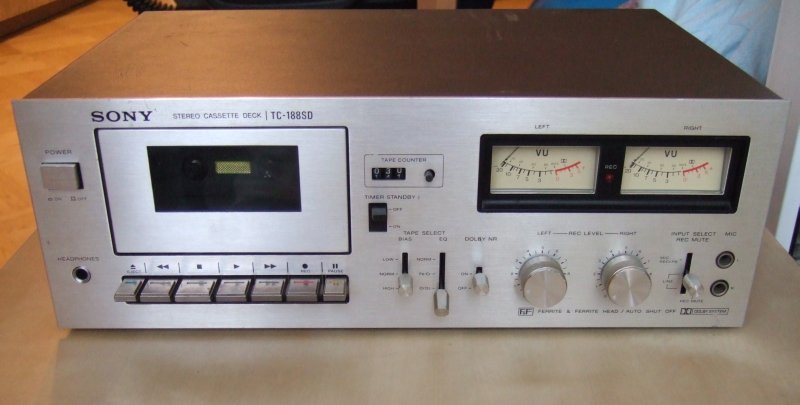 SONY STEREO CASSETTE DECK | TC-188SD
POWER
ON OFF
HEADPHONES
EJECT
REC
PAUSE
TAPE COUNTER
TIMER STANDBY
OFF
ON
TAPE SELECT
BIAS EQ
LOW
NORM
HIGH
NORM
DOLBY NR
ON
OFF
LEFT RIGHT
VU VU
REC
LEFT — REC LEVEL — RIGHT
INPUT SELECT
REC MUTE
LINE
REC MUTE
MIC
F&F FERRITE & FERRITE HEAD / AUTO SHUT OFF DOLBY SYSTEM